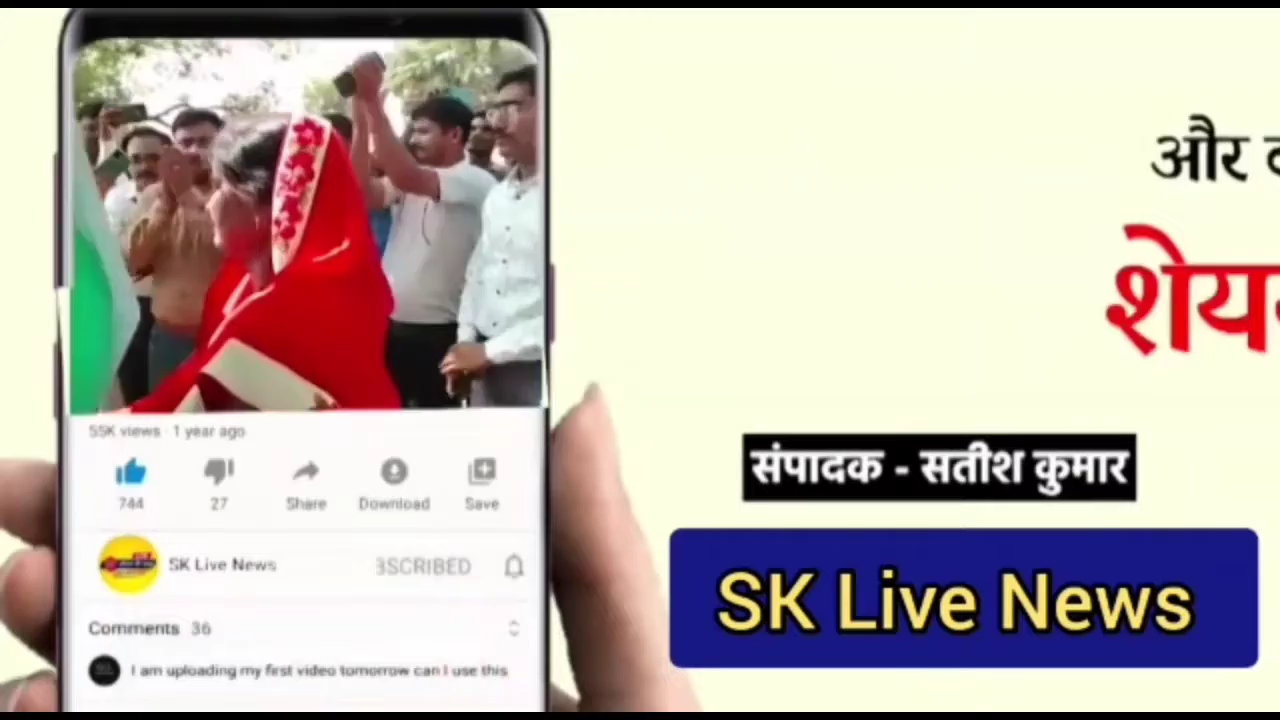 55K views · 1 year ago
744
27
Share
Download
Save
SK Live News
BSCRIBED
Comments 36
I am uploading my first video tomorrow can I use this
और
शेय
संपादक - सतीश कुमार
SK Live News